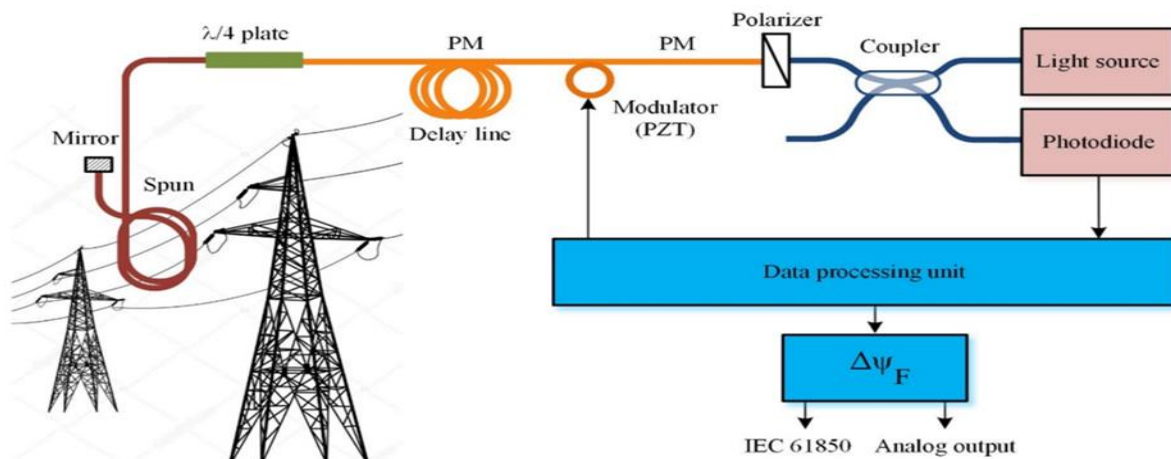 λ/4 plate
PM
PM
Polarizer
Coupler
Light source
Delay line
Modulator
(PZT)
Mirror
Spun
Photodiode
Data processing unit
Δψ_F
IEC 61850
Analog output